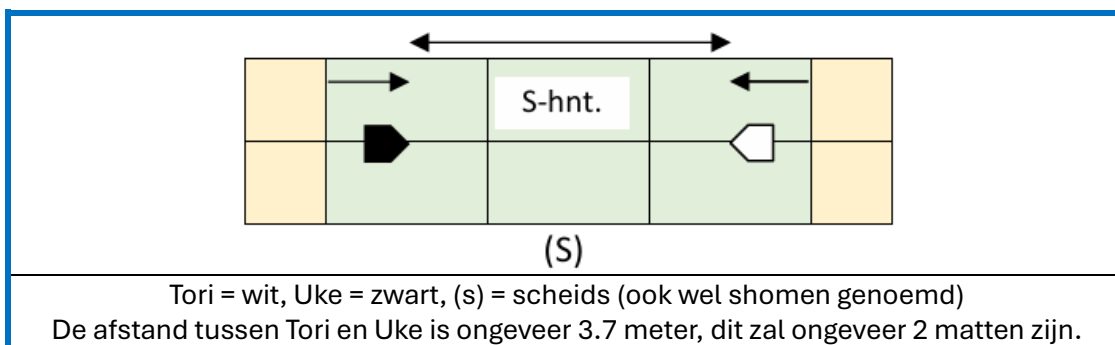 S-hnt.
(S)
Tori = wit, Uke = zwart, (s) = scheids (ook wel shomen genoemd)
De afstand tussen Tori en Uke is ongeveer 3.7 meter, dit zal ongeveer 2 matten zijn.